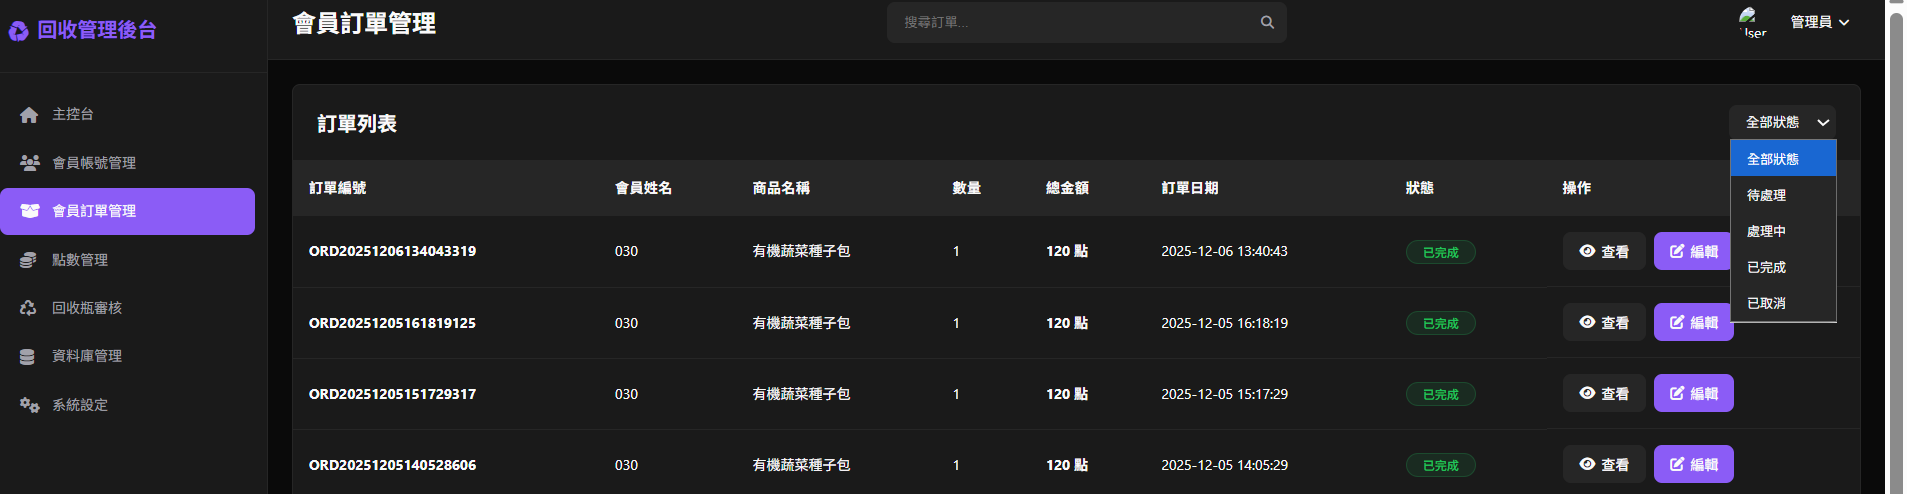 回收管理後台
會員訂單管理
搜尋訂單...
User
管理員
主控台
會員帳號管理
會員訂單管理
點數管理
回收瓶審核
資料庫管理
系統設定
訂單列表
全部狀態
全部狀態
待處理
處理中
已完成
已取消
訂單編號 會員姓名 商品名稱 數量 總金額 訂單日期 狀態 操作
ORD20251206134043319 030 有機蔬菜種子包 1 120 點 2025-12-06 13:40:43 已完成 查看 編輯
ORD20251205161819125 030 有機蔬菜種子包 1 120 點 2025-12-05 16:18:19 已完成 查看 編輯
ORD20251205151729317 030 有機蔬菜種子包 1 120 點 2025-12-05 15:17:29 已完成 查看 編輯
ORD20251205140528606 030 有機蔬菜種子包 1 120 點 2025-12-05 14:05:29 已完成 查看 編輯